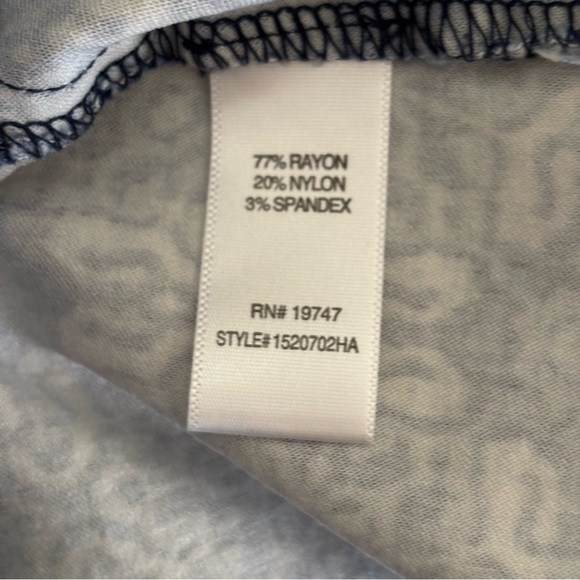 77% RAYON
20% NYLON
3% SPANDEX
RN# 19747
STYLE# 1520702HA